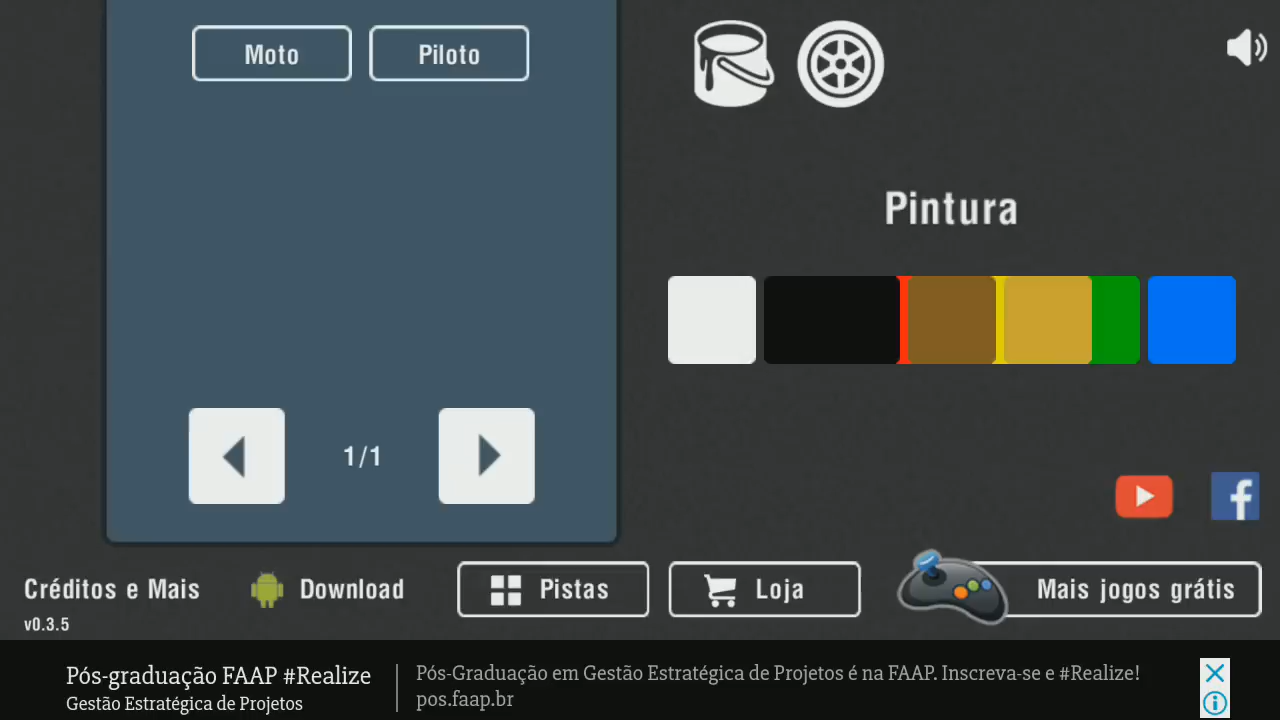 Moto
Piloto
Pintura
1/1
Créditos e Mais
Download
Pistas
Loja
Mais jogos grátis
v0.3.5
Pós-graduação FAAP #Realize
Gestão Estratégica de Projetos
Pós-Graduação em Gestão Estratégica de Projetos é na FAAP. Inscreva-se e #Realize!
pos.faap.br